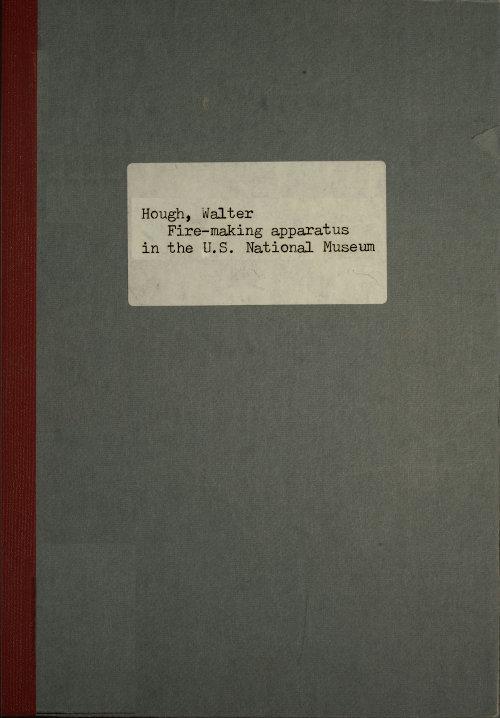 Hough, Walter
Fire-making apparatus
in the U.S. National Museum